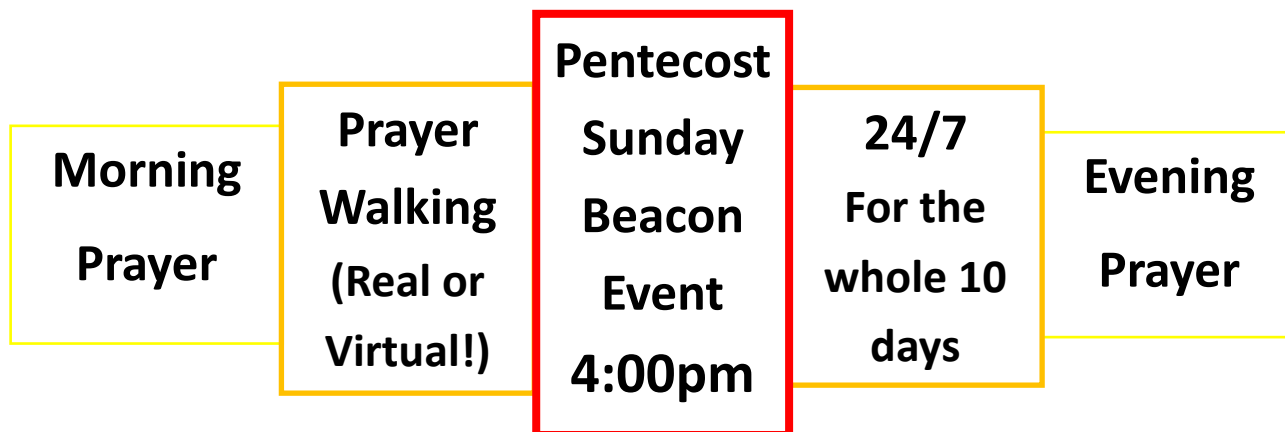 Morning
Prayer
Prayer
Walking
(Real or
Virtual!)
Pentecost
Sunday
Beacon
Event
4:00pm
24/7
For the
whole 10
days
Evening
Prayer